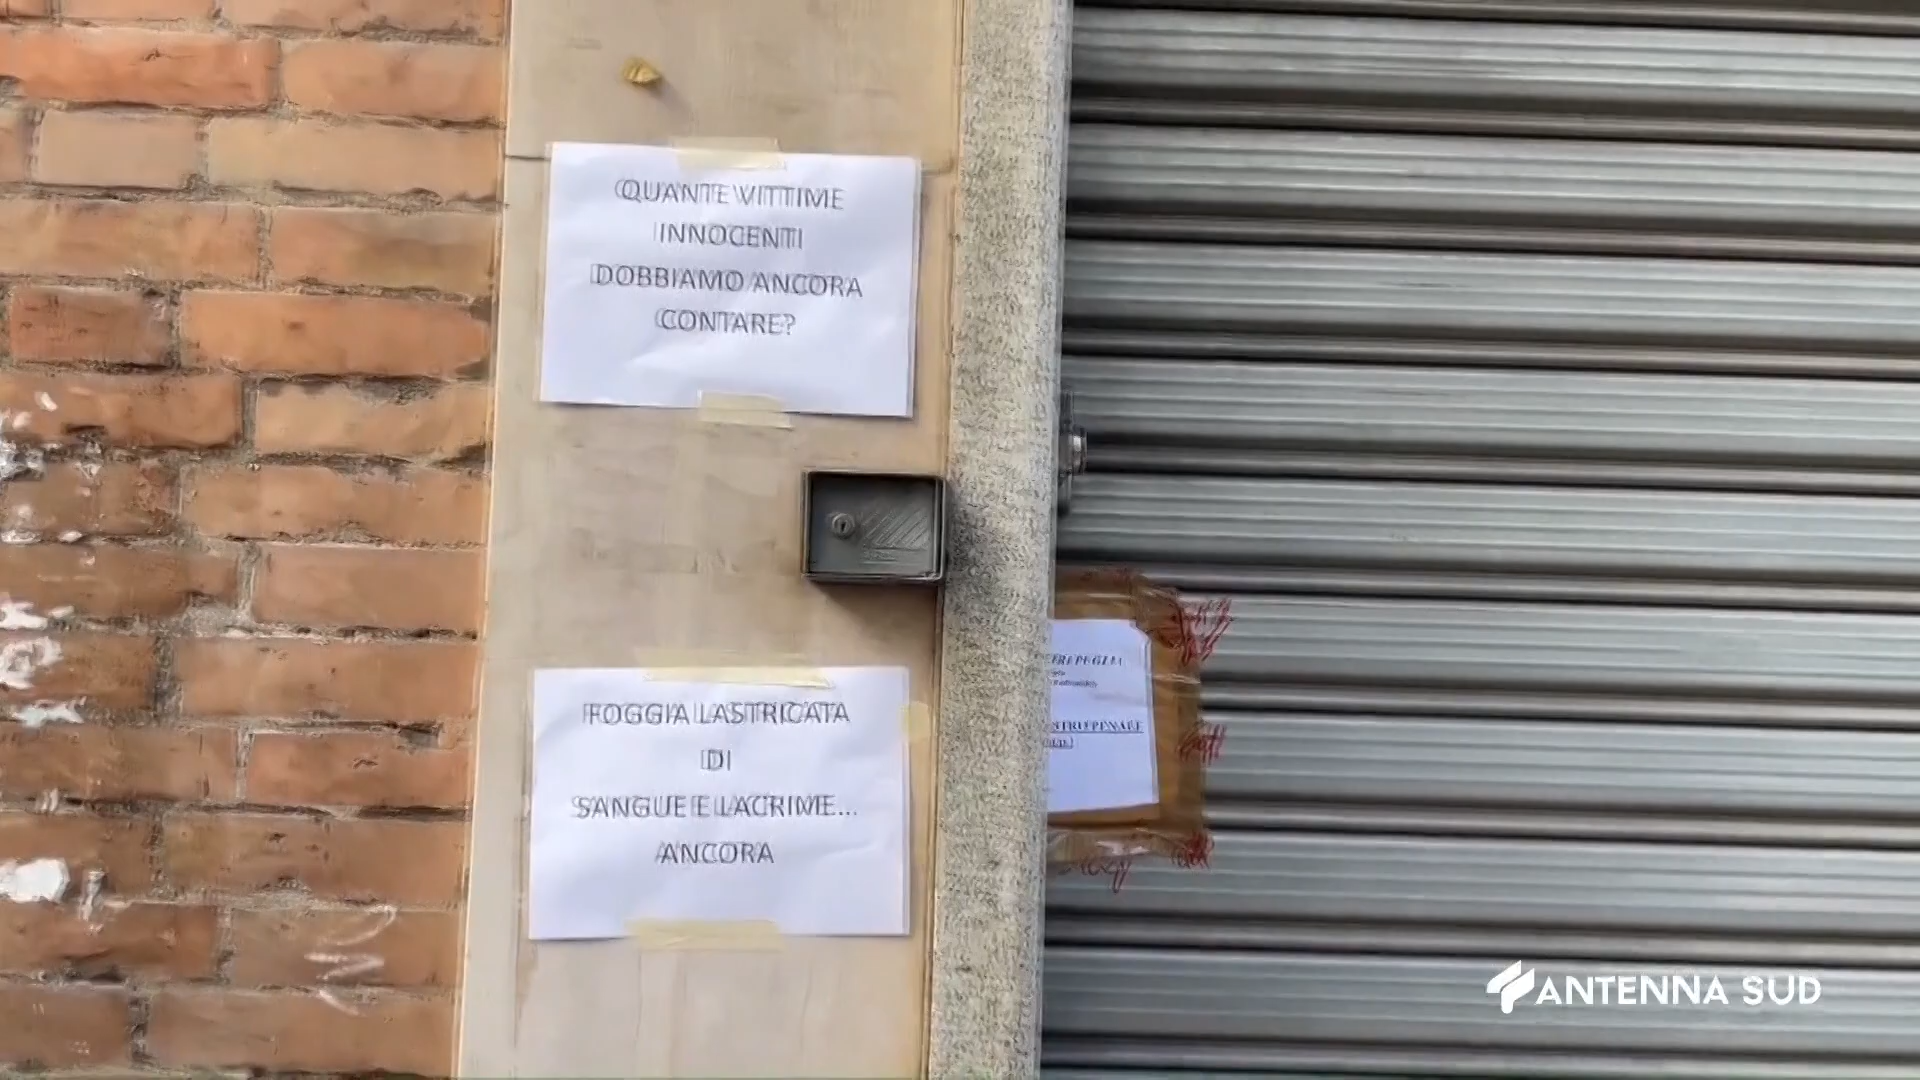 QUANTE VITTIME
INNOCENTI
DOBBIAMO ANCORA
CONTARE?
FOGGIA LASTRICATA
DI
SANGUE E LACRIME...
ANCORA
ANTENNA SUD